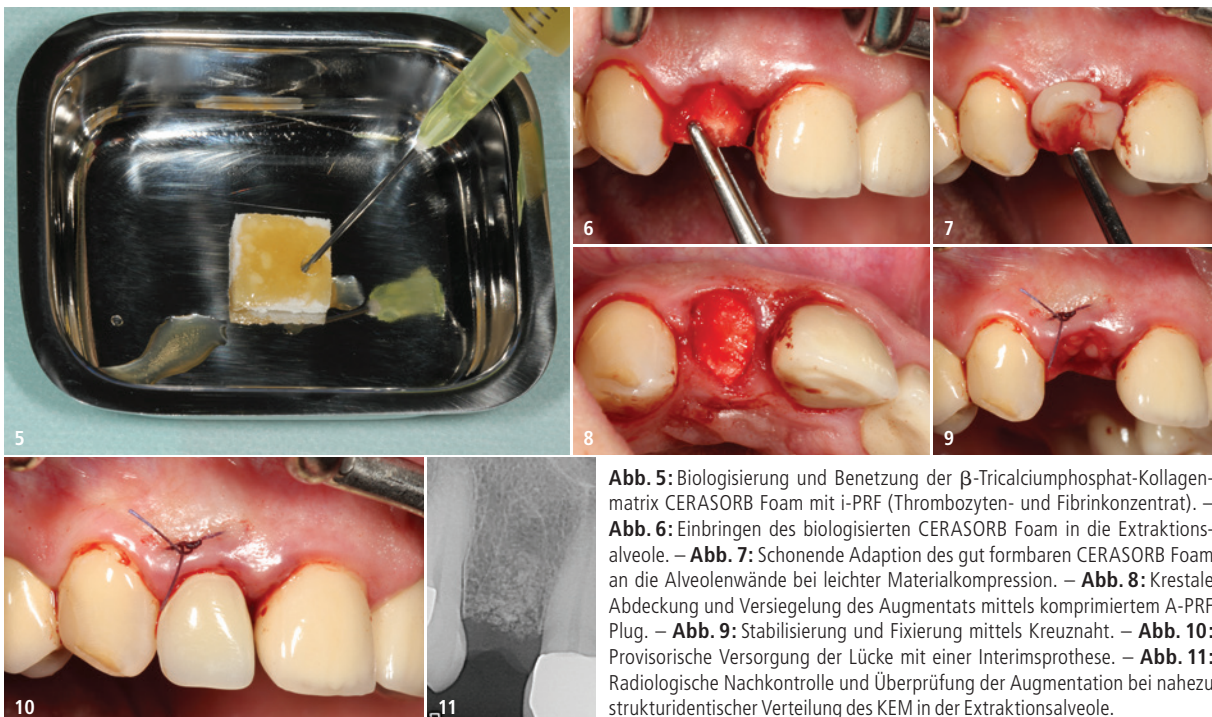 5
6
7
8
9
10
11
Abb. 5: Biologisierung und Benetzung der β-Tricalciumphosphat-Kollagen-
matrix CERASORB Foam mit i-PRF (Thrombozyten- und Fibrinkonzentrat). –
Abb. 6: Einbringen des biologisierten CERASORB Foam in die Extraktions-
alveole. – Abb. 7: Schonende Adaption des gut formbaren CERASORB Foam
an die Alveolenwände bei leichter Materialkompression. – Abb. 8: Krestale
Abdeckung und Versiegelung des Augmentats mittels komprimiertem A-PRF
Plug. – Abb. 9: Stabilisierung und Fixierung mittels Kreuznaht. – Abb. 10:
Provisorische Versorgung der Lücke mit einer Interimsprothese. – Abb. 11:
Radiologische Nachkontrolle und Überprüfung der Augmentation bei nahezu
strukturidentischer Verteilung des KEM in der Extraktionsalveole.